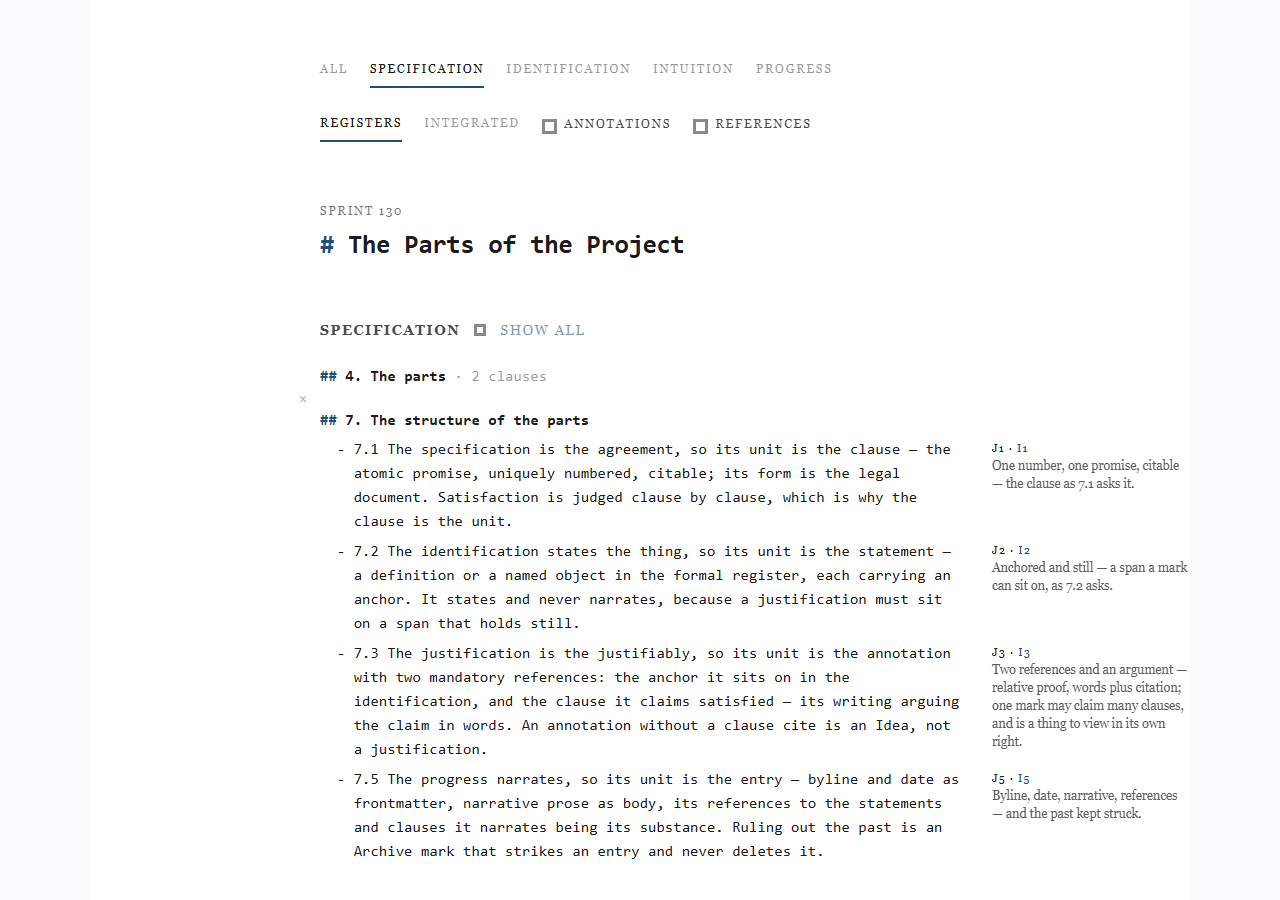 ALL SPECIFICATION IDENTIFICATION INTUITION PROGRESS
REGISTERS INTEGRATED ANNOTATIONS REFERENCES
SPRINT 130
# The Parts of the Project
SPECIFICATION SHOW ALL
## 4. The parts · 2 clauses
×
## 7. The structure of the parts
- 7.1 The specification is the agreement, so its unit is the clause — the
atomic promise, uniquely numbered, citable; its form is the legal
document. Satisfaction is judged clause by clause, which is why the
clause is the unit.
J1 · I1
One number, one promise, citable
— the clause as 7.1 asks it.
- 7.2 The identification states the thing, so its unit is the statement —
a definition or a named object in the formal register, each carrying an
anchor. It states and never narrates, because a justification must sit
on a span that holds still.
J2 · I2
Anchored and still — a span a mark
can sit on, as 7.2 asks.
- 7.3 The justification is the justifiably, so its unit is the annotation
with two mandatory references: the anchor it sits on in the
identification, and the clause it claims satisfied — its writing arguing
the claim in words. An annotation without a clause cite is an Idea, not
a justification.
J3 · I3
Two references and an argument —
relative proof, words plus citation;
one mark may claim many clauses,
and is a thing to view in its own
right.
- 7.5 The progress narrates, so its unit is the entry — byline and date as
frontmatter, narrative prose as body, its references to the statements
and clauses it narrates being its substance. Ruling out the past is an
Archive mark that strikes an entry and never deletes it.
J5 · I5
Byline, date, narrative, references
— and the past kept struck.